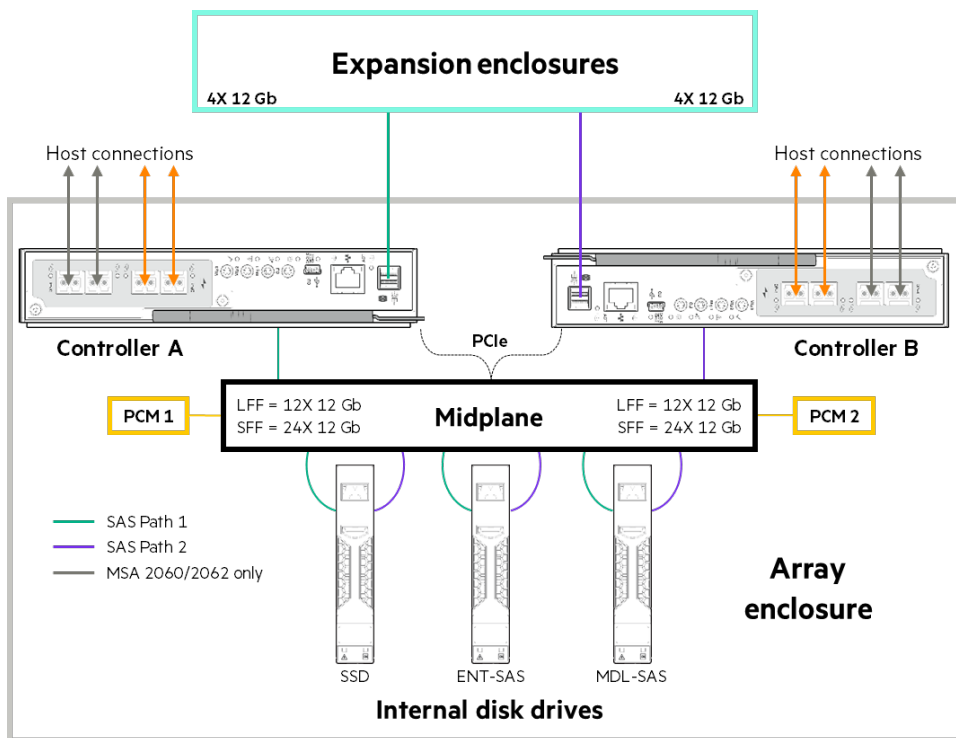 Expansion enclosures
4X 12 Gb
4X 12 Gb
Host connections
Host connections
Controller A
PCIe
Controller B
PCM 1
LFF = 12X 12 Gb
SFF = 24X 12 Gb
Midplane
LFF = 12X 12 Gb
SFF = 24X 12 Gb
PCM 2
SAS Path 1
SAS Path 2
MSA 2060/2062 only
Array
enclosure
SSD
ENT-SAS
MDL-SAS
Internal disk drives